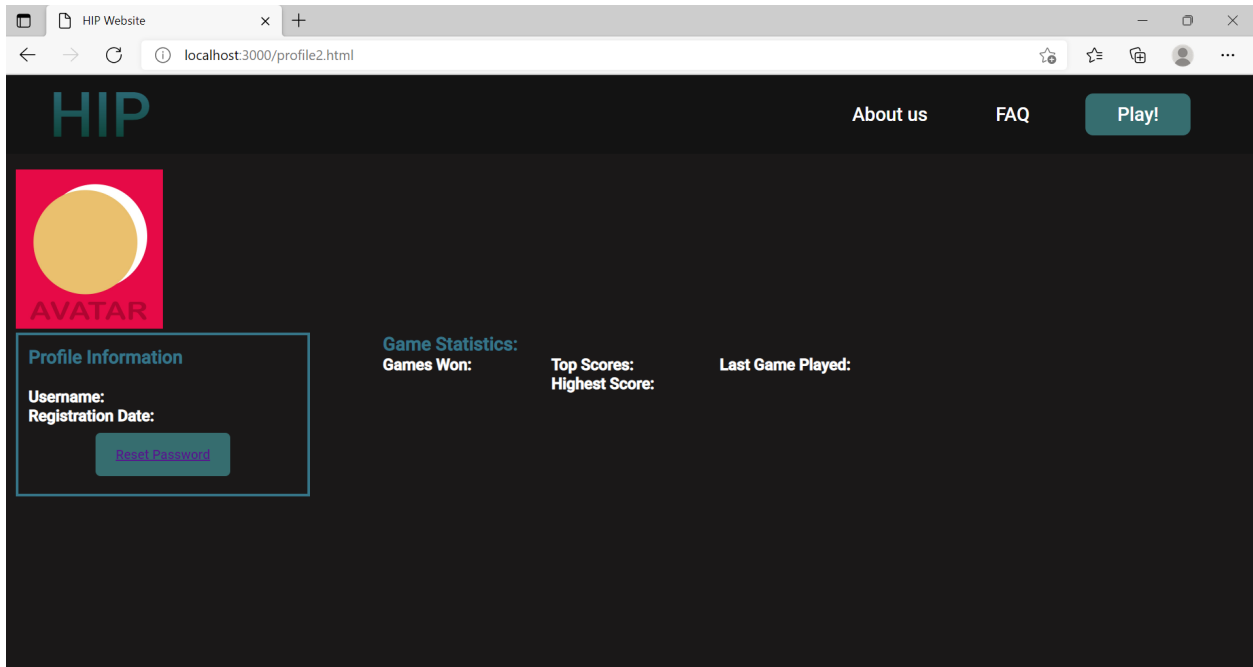 HIP Website
localhost:3000/profile2.html
HIP
About us FAQ Play!
AVATAR
Profile Information
Username:
Registration Date:
Reset Password
Game Statistics:
Games Won: Top Scores: Last Game Played:
Highest Score: